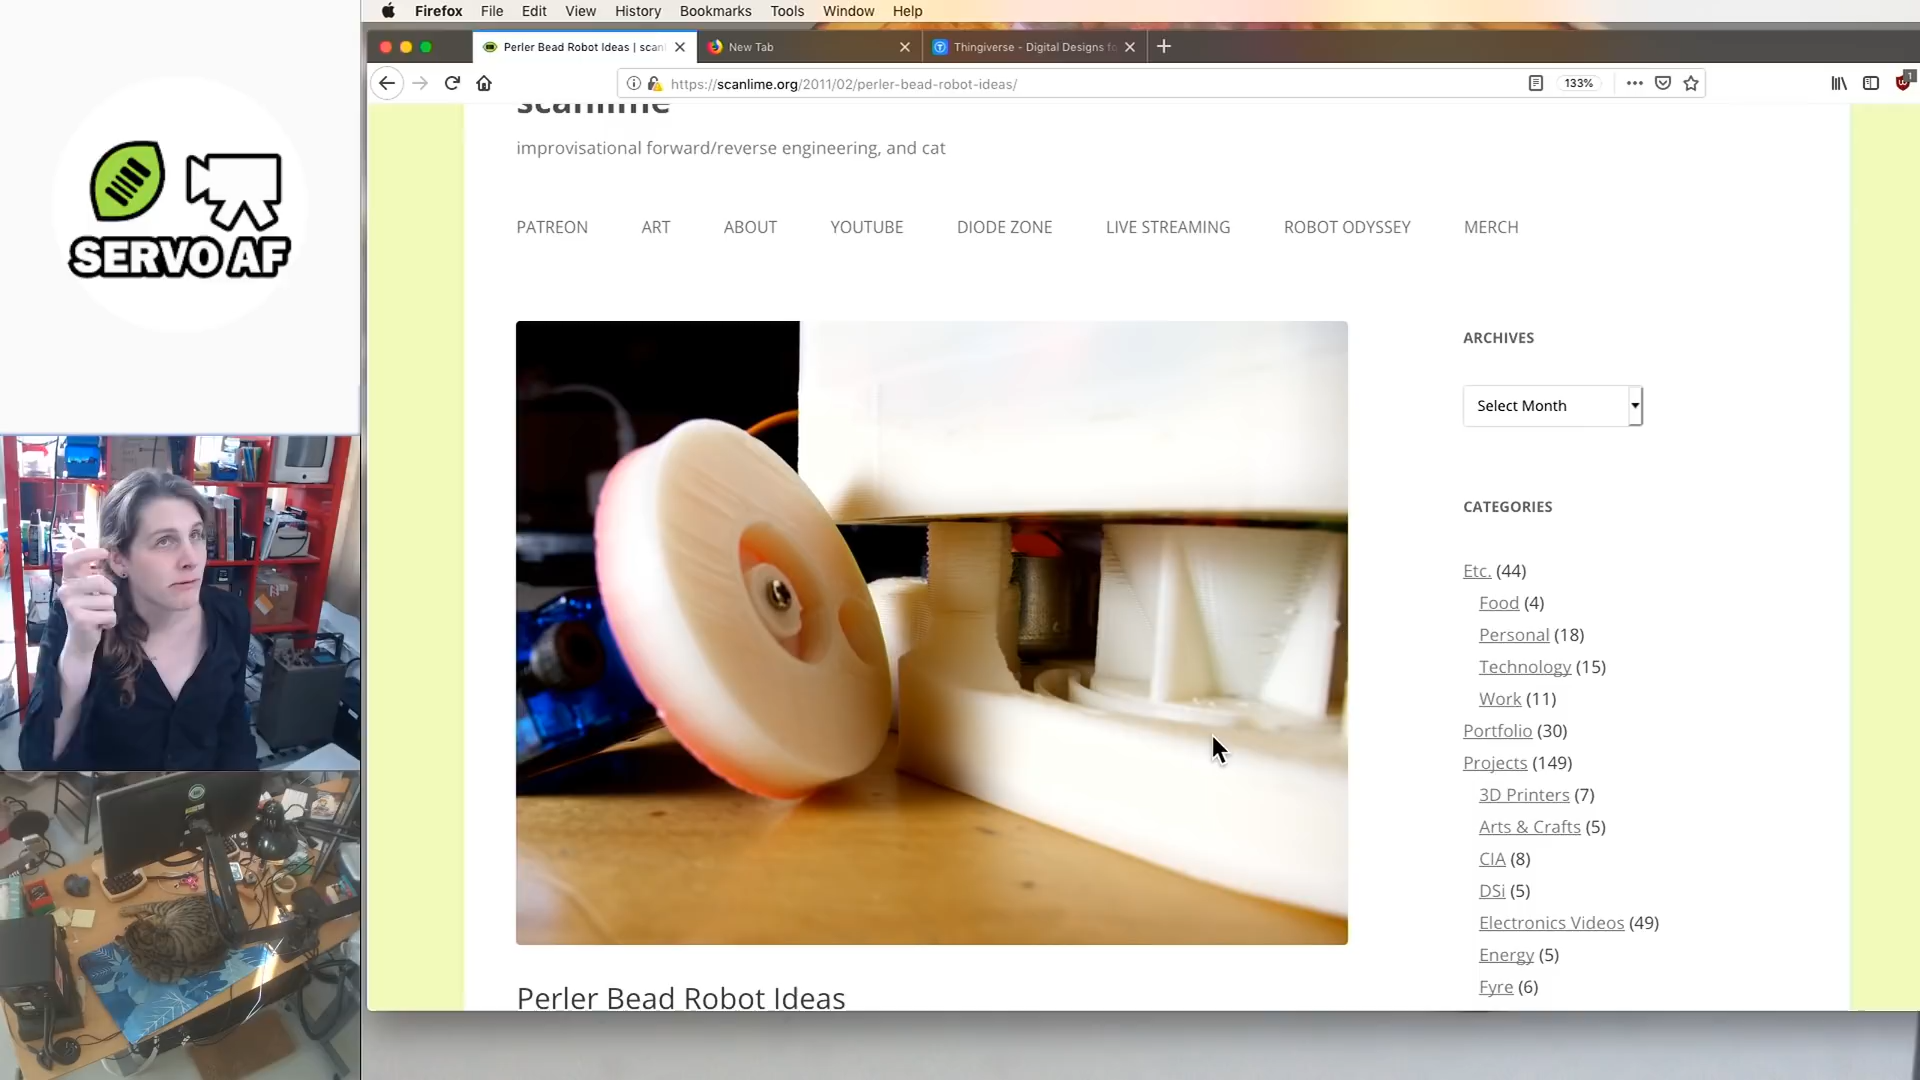 Firefox File Edit View History Bookmarks Tools Window Help
Perler Bead Robot Ideas | scanl
New Tab
Thingiverse - Digital Designs fo
https://scanlime.org/2011/02/perler-bead-robot-ideas/
133%
1
scanlime
improvisational forward/reverse engineering, and cat
PATREON ART ABOUT YOUTUBE DIODE ZONE LIVE STREAMING ROBOT ODYSSEY MERCH
SERVO AF
ARCHIVES
Select Month
CATEGORIES
Etc. (44)
Food (4)
Personal (18)
Technology (15)
Work (11)
Portfolio (30)
Projects (149)
3D Printers (7)
Arts & Crafts (5)
CIA (8)
DSi (5)
Electronics Videos (49)
Energy (5)
Fyre (6)
Perler Bead Robot Ideas